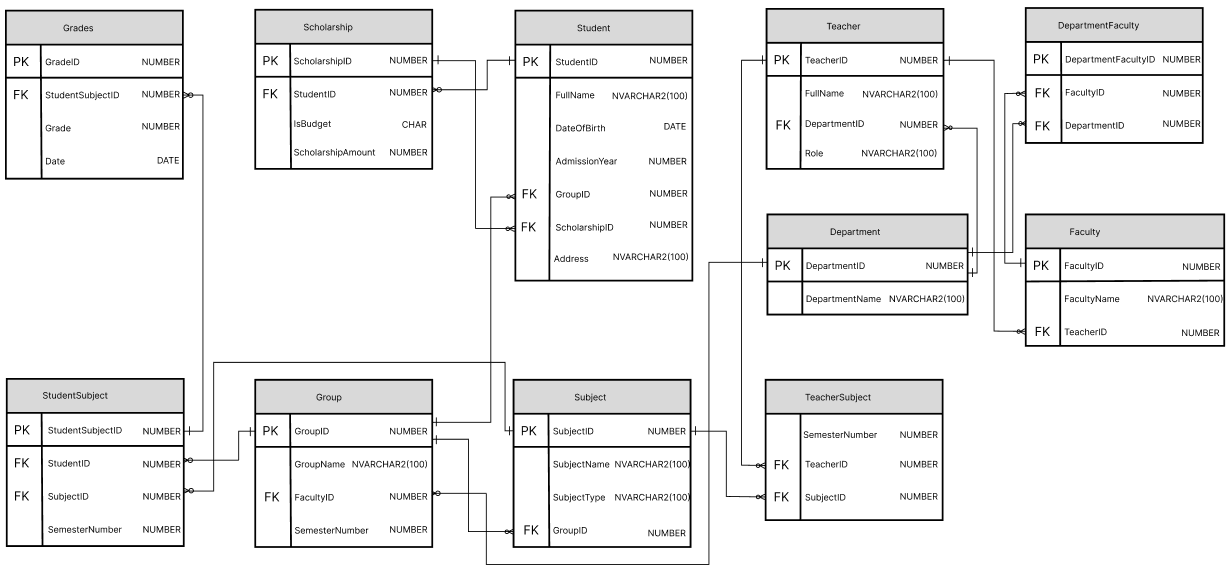 Grades
PK GradeID NUMBER
FK StudentSubjectID NUMBER
Grade NUMBER
Date DATE
Scholarship
PK ScholarshipID NUMBER
FK StudentID NUMBER
IsBudget CHAR
ScholarshipAmount NUMBER
Student
PK StudentID NUMBER
FullName NVARCHAR2(100)
DateOfBirth DATE
AdmissionYear NUMBER
FK GroupID NUMBER
FK ScholarshipID NUMBER
Address NVARCHAR2(100)
Teacher
PK TeacherID NUMBER
FullName NVARCHAR2(100)
FK DepartmentID NUMBER
Role NVARCHAR2(100)
DepartmentFaculty
PK DepartmentFacultyID NUMBER
FK FacultyID NUMBER
FK DepartmentID NUMBER
Department
PK DepartmentID NUMBER
DepartmentName NVARCHAR2(100)
Faculty
PK FacultyID NUMBER
FacultyName NVARCHAR2(100)
FK TeacherID NUMBER
StudentSubject
PK StudentSubjectID NUMBER
FK StudentID NUMBER
FK SubjectID NUMBER
SemesterNumber NUMBER
Group
PK GroupID NUMBER
GroupName NVARCHAR2(100)
FK FacultyID NUMBER
SemesterNumber NUMBER
Subject
PK SubjectID NUMBER
SubjectName NVARCHAR2(100)
SubjectType NVARCHAR2(100)
FK GroupID NUMBER
TeacherSubject
SemesterNumber NUMBER
FK TeacherID NUMBER
FK SubjectID NUMBER